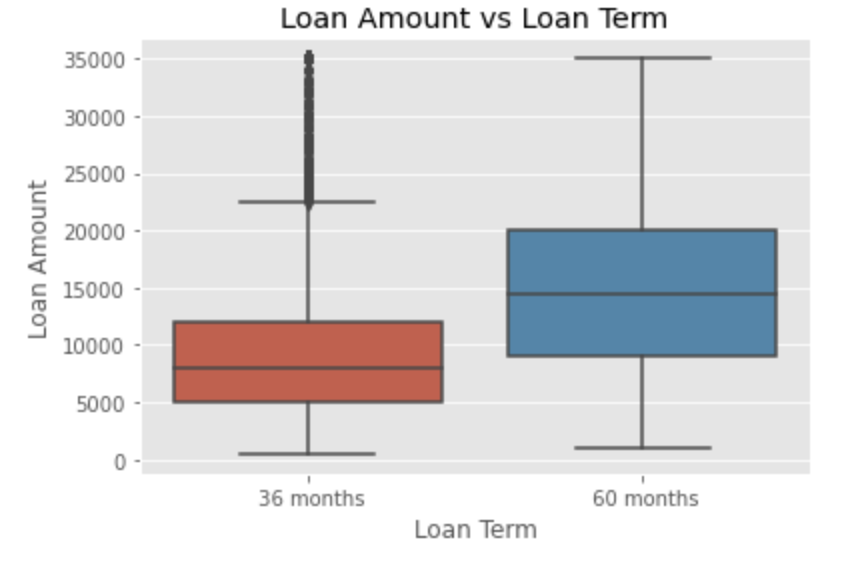 Loan Amount vs Loan Term
35000
30000
25000
20000
15000
10000
5000
0
Loan Amount
36 months
60 months
Loan Term